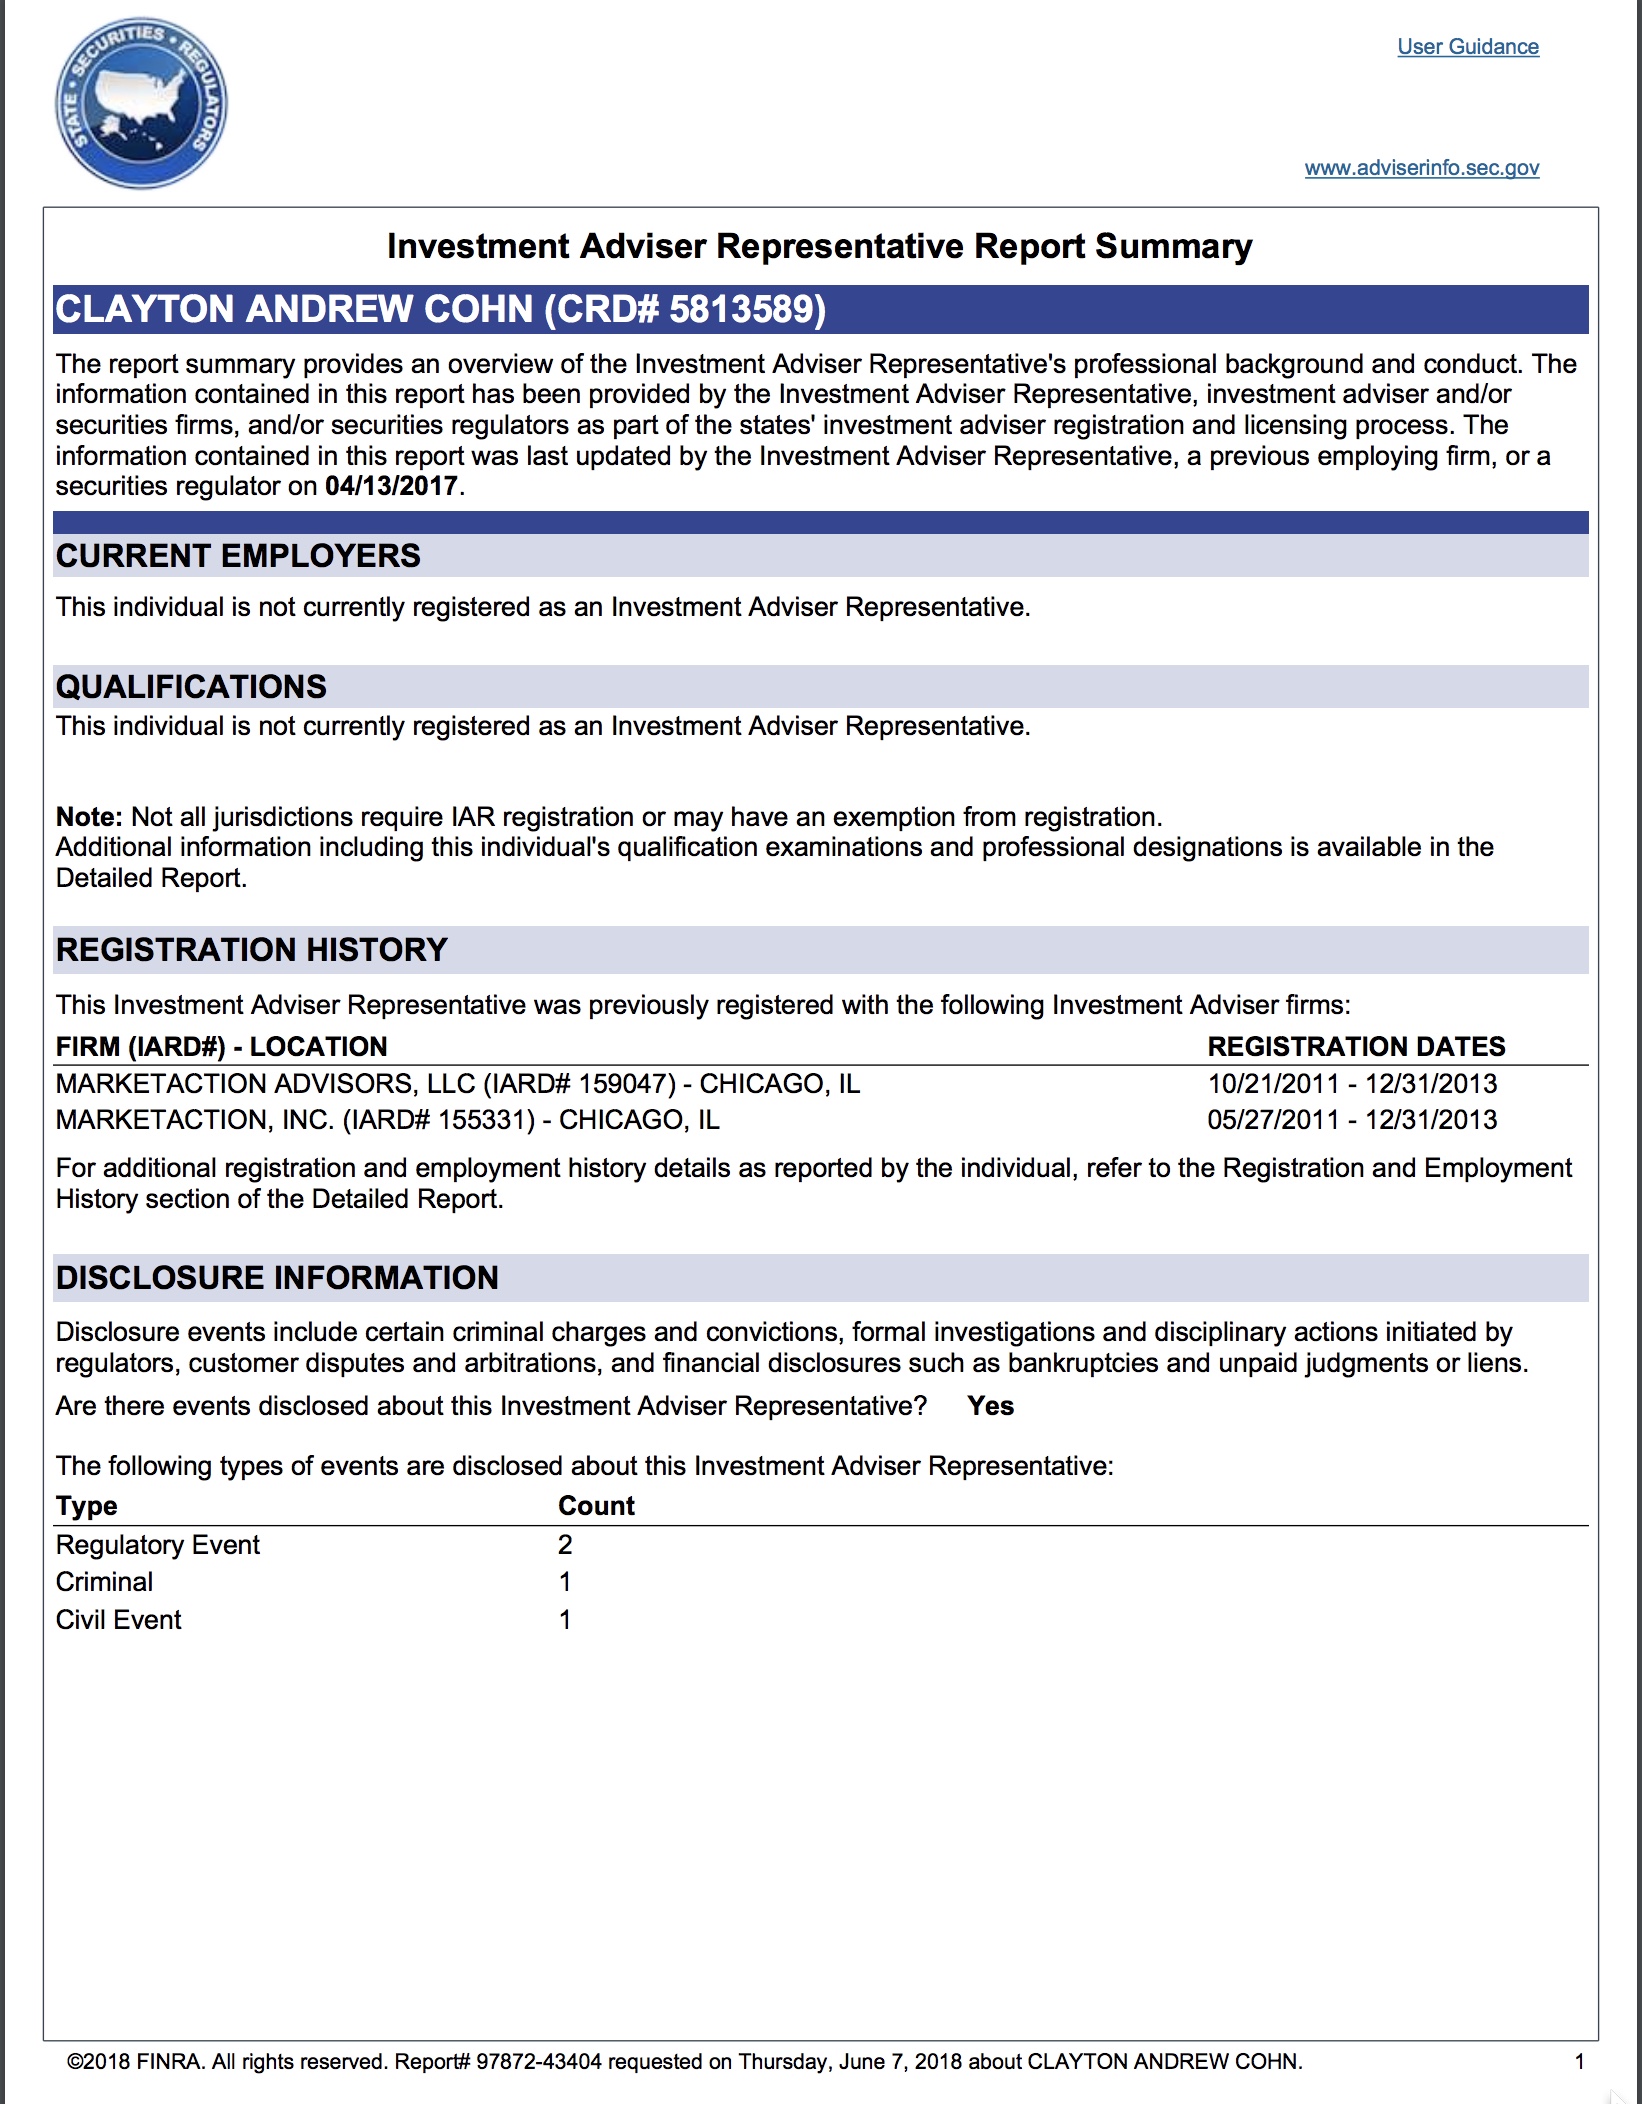 STATE • SECURITIES • REGULATORS
User Guidance
www.adviserinfo.sec.gov
Investment Adviser Representative Report Summary
CLAYTON ANDREW COHN (CRD# 5813589)
The report summary provides an overview of the Investment Adviser Representative's professional background and conduct. The
information contained in this report has been provided by the Investment Adviser Representative, investment adviser and/or
securities firms, and/or securities regulators as part of the states' investment adviser registration and licensing process. The
information contained in this report was last updated by the Investment Adviser Representative, a previous employing firm, or a
securities regulator on 04/13/2017.
CURRENT EMPLOYERS
This individual is not currently registered as an Investment Adviser Representative.
QUALIFICATIONS
This individual is not currently registered as an Investment Adviser Representative.
Note: Not all jurisdictions require IAR registration or may have an exemption from registration.
Additional information including this individual's qualification examinations and professional designations is available in the
Detailed Report.
REGISTRATION HISTORY
This Investment Adviser Representative was previously registered with the following Investment Adviser firms:
FIRM (IARD#) - LOCATION REGISTRATION DATES
MARKETACTION ADVISORS, LLC (IARD# 159047) - CHICAGO, IL 10/21/2011 - 12/31/2013
MARKETACTION, INC. (IARD# 155331) - CHICAGO, IL 05/27/2011 - 12/31/2013
For additional registration and employment history details as reported by the individual, refer to the Registration and Employment
History section of the Detailed Report.
DISCLOSURE INFORMATION
Disclosure events include certain criminal charges and convictions, formal investigations and disciplinary actions initiated by
regulators, customer disputes and arbitrations, and financial disclosures such as bankruptcies and unpaid judgments or liens.
Are there events disclosed about this Investment Adviser Representative? Yes
The following types of events are disclosed about this Investment Adviser Representative:
Type Count
Regulatory Event 2
Criminal 1
Civil Event 1
©2018 FINRA. All rights reserved. Report# 97872-43404 requested on Thursday, June 7, 2018 about CLAYTON ANDREW COHN. 1